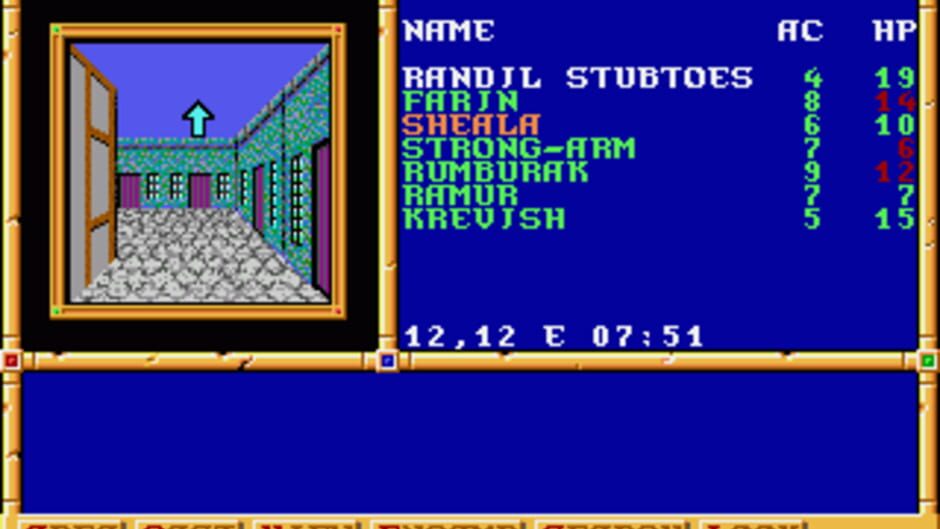 NAME AC HP
RANDIL STUBTOES 4 19
FARIN 8 14
SHEALA 6 10
STRONG-ARM 7 6
RUMBURAK 9 12
RAMUR 7 7
KREVISH 5 15
12,12 E 07:51